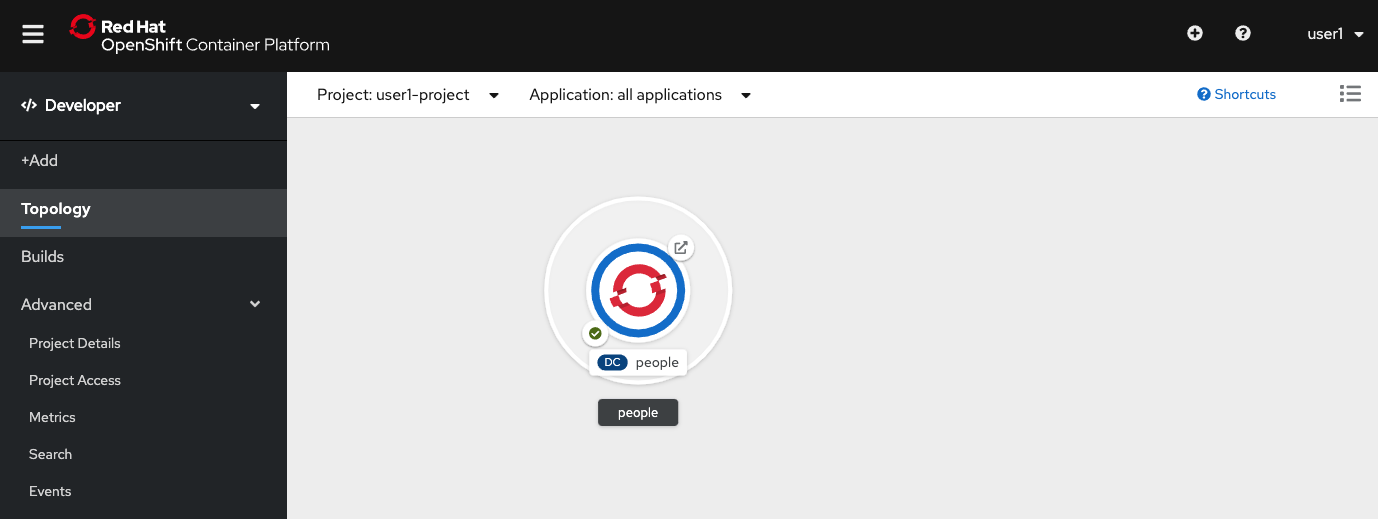 Red Hat
OpenShift Container Platform
user1
Developer
Project: user1-project
Application: all applications
Shortcuts
+Add
Topology
Builds
Advanced
Project Details
Project Access
Metrics
Search
Events
DC people
people